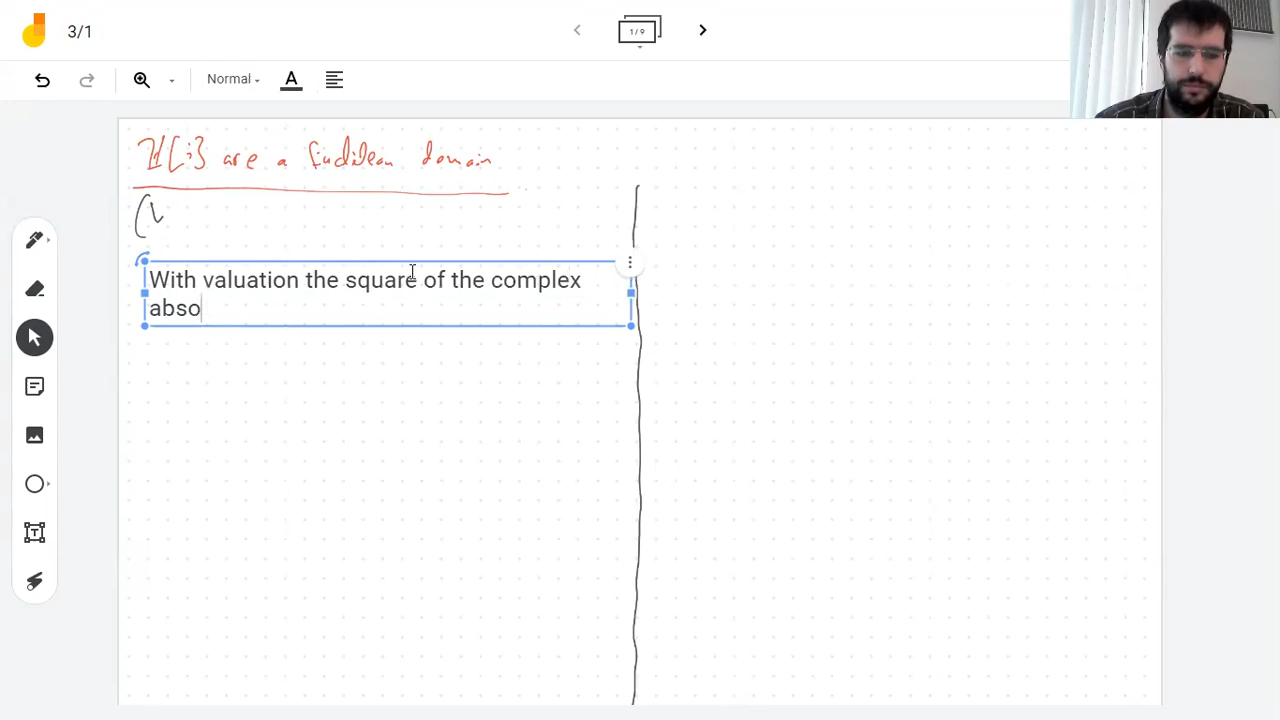 3/1
1/9
Normal
ℤ[i] are a Euclidean domain
(
With valuation the square of the complex
abso